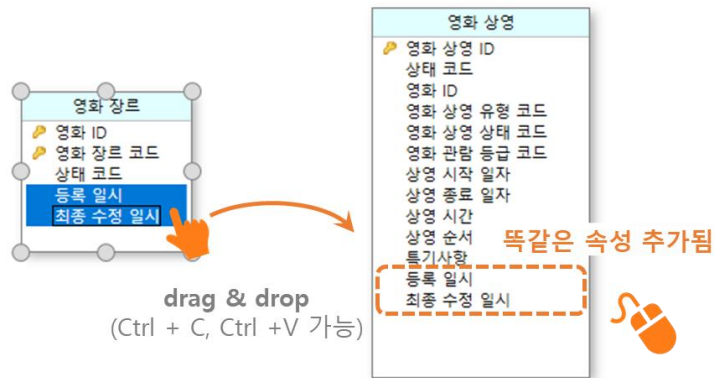 영화 장르
영화 ID
영화 장르 코드
상태 코드
등록 일시
최종 수정 일시
drag & drop
(Ctrl + C, Ctrl +V 가능)
영화 상영
영화 상영 ID
상태 코드
영화 ID
영화 상영 유형 코드
영화 상영 상태 코드
영화 관람 등급 코드
상영 시작 일자
상영 종료 일자
상영 시간
상영 순서
특기사항
등록 일시
최종 수정 일시
똑같은 속성 추가됨